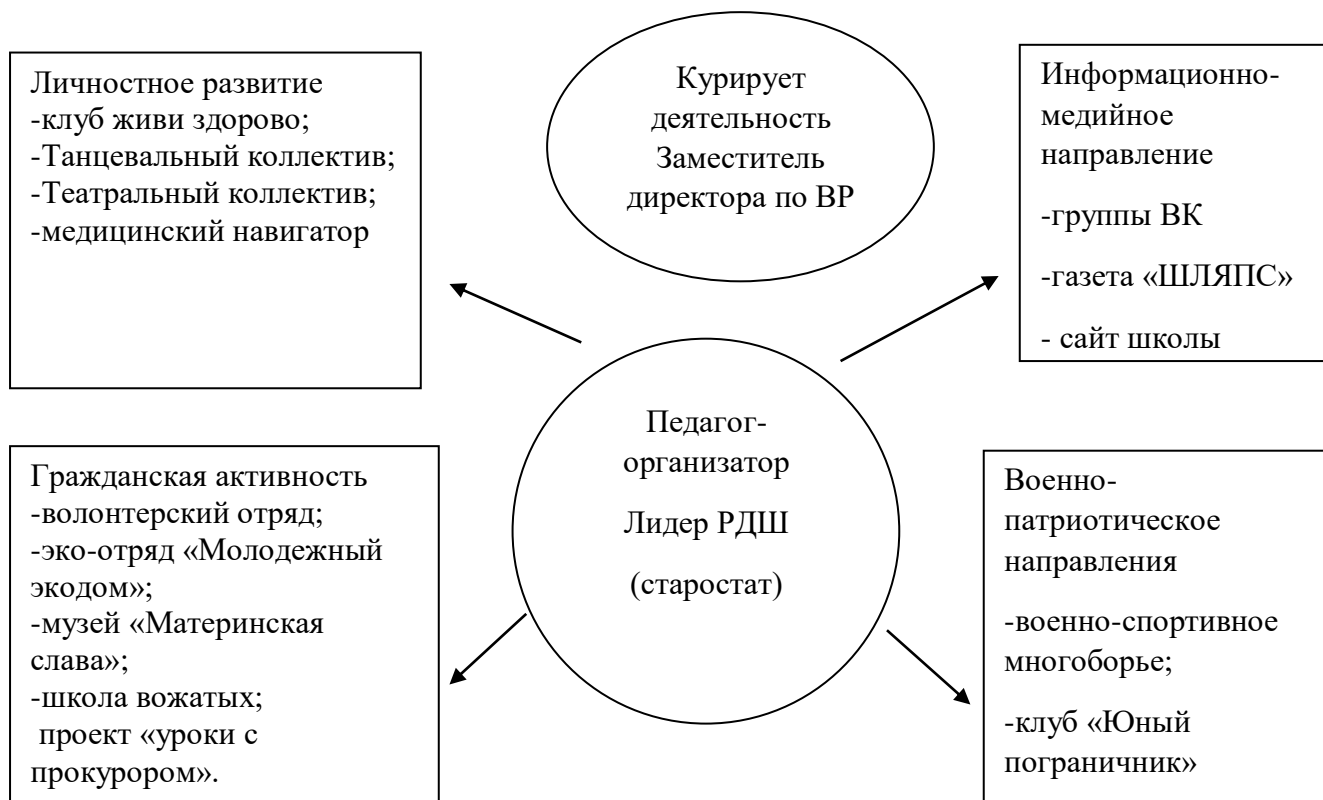 Личностное развитие
-клуб живи здорово;
-Танцевальный коллектив;
-Театральный коллектив;
-медицинский навигатор
Курирует
деятельность
Заместитель
директора по ВР
Информационно-
медийное
направление
-группы ВК
-газета «ШЛЯПС»
- сайт школы
Педагог-
организатор
Лидер РДШ
(старостат)
Гражданская активность
-волонтерский отряд;
-эко-отряд «Молодежный
экодом»;
-музей «Материнская
слава»;
-школа вожатых;
проект «уроки с
прокурором».
Военно-
патриотическое
направления
-военно-спортивное
многоборье;
-клуб «Юный
пограничник»